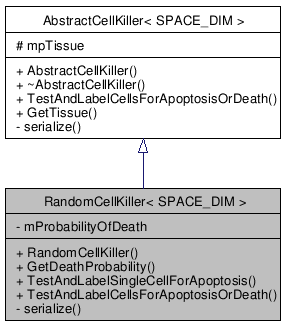 AbstractCellKiller< SPACE_DIM >
# mpTissue
+ AbstractCellKiller()
+ ~AbstractCellKiller()
+ TestAndLabelCellsForApoptosisOrDeath()
+ GetTissue()
- serialize()
RandomCellKiller< SPACE_DIM >
- mProbabilityOfDeath
+ RandomCellKiller()
+ GetDeathProbability()
+ TestAndLabelSingleCellForApoptosis()
+ TestAndLabelCellsForApoptosisOrDeath()
- serialize()